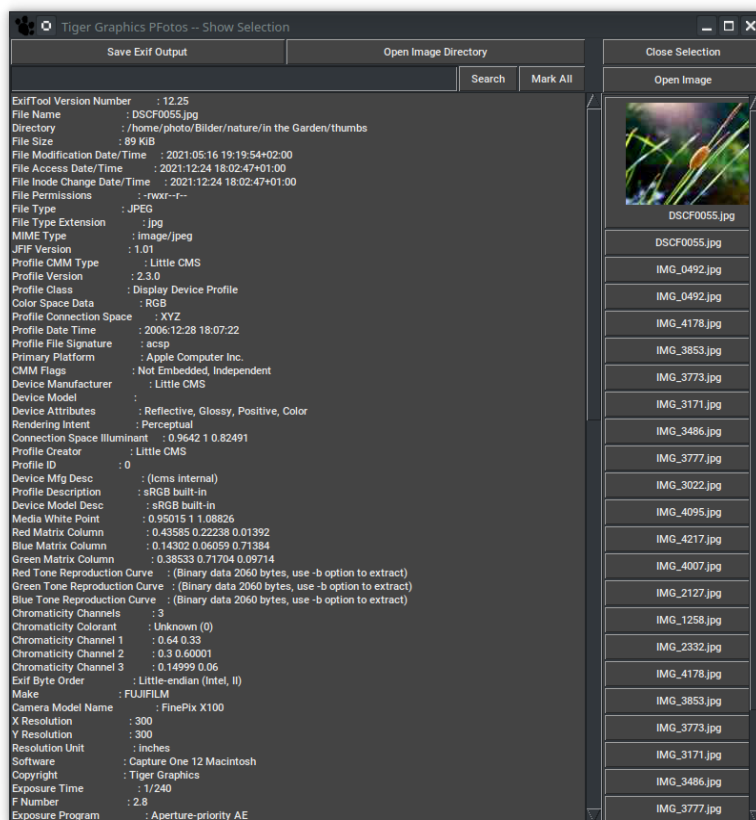 Tiger Graphics PFotos -- Show Selection
Save Exif Output
Open Image Directory
Close Selection
Search
Mark All
Open Image
ExifTool Version Number : 12.25
File Name : DSCF0055.jpg
Directory : /home/photo/Bilder/nature/in the Garden/thumbs
File Size : 89 KiB
File Modification Date/Time : 2021:05:16 19:19:54+02:00
File Access Date/Time : 2021:12:24 18:02:47+01:00
File Inode Change Date/Time : 2021:12:24 18:02:47+01:00
File Permissions : -rwxr--r--
File Type : JPEG
File Type Extension : jpg
MIME Type : image/jpeg
JFIF Version : 1.01
Profile CMM Type : Little CMS
Profile Version : 2.3.0
Profile Class : Display Device Profile
Color Space Data : RGB
Profile Connection Space : XYZ
Profile Date Time : 2006:12:28 18:07:22
Profile File Signature : acsp
Primary Platform : Apple Computer Inc.
CMM Flags : Not Embedded, Independent
Device Manufacturer : Little CMS
Device Model :
Device Attributes : Reflective, Glossy, Positive, Color
Rendering Intent : Perceptual
Connection Space Illuminant : 0.9642 1 0.82491
Profile Creator : Little CMS
Profile ID : 0
Device Mfg Desc : (lcms internal)
Profile Description : sRGB built-in
Device Model Desc : sRGB built-in
Media White Point : 0.95015 1 1.08826
Red Matrix Column : 0.43585 0.22238 0.01392
Blue Matrix Column : 0.14302 0.06059 0.71384
Green Matrix Column : 0.38533 0.71704 0.09714
Red Tone Reproduction Curve : (Binary data 2060 bytes, use -b option to extract)
Green Tone Reproduction Curve : (Binary data 2060 bytes, use -b option to extract)
Blue Tone Reproduction Curve : (Binary data 2060 bytes, use -b option to extract)
Chromaticity Channels : 3
Chromaticity Colorant : Unknown (0)
Chromaticity Channel 1 : 0.64 0.33
Chromaticity Channel 2 : 0.3 0.60001
Chromaticity Channel 3 : 0.14999 0.06
Exif Byte Order : Little-endian (Intel, II)
Make : FUJIFILM
Camera Model Name : FinePix X100
X Resolution : 300
Y Resolution : 300
Resolution Unit : inches
Software : Capture One 12 Macintosh
Copyright : Tiger Graphics
Exposure Time : 1/240
F Number : 2.8
Exposure Program : Aperture-priority AE
DSCF0055.jpg
DSCF0055.jpg
IMG_0492.jpg
IMG_0492.jpg
IMG_4178.jpg
IMG_3853.jpg
IMG_3773.jpg
IMG_3171.jpg
IMG_3486.jpg
IMG_3777.jpg
IMG_3022.jpg
IMG_4095.jpg
IMG_4217.jpg
IMG_4007.jpg
IMG_2127.jpg
IMG_1258.jpg
IMG_2332.jpg
IMG_4178.jpg
IMG_3853.jpg
IMG_3773.jpg
IMG_3171.jpg
IMG_3486.jpg
IMG_3777.jpg